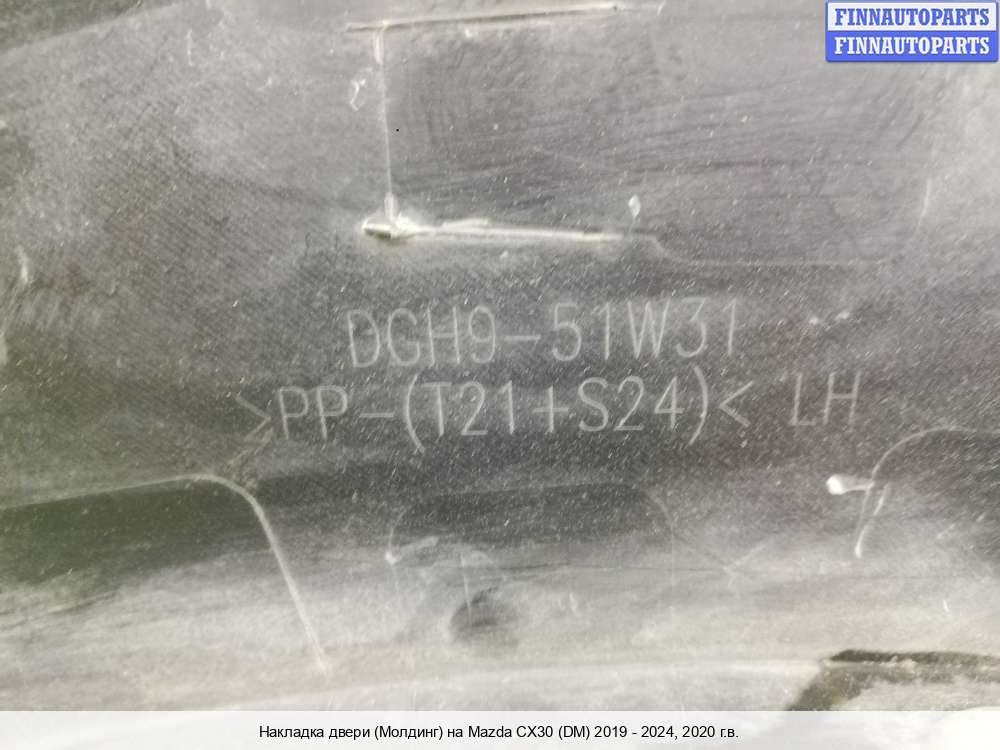 FINNAUTOPARTS
FINNAUTOPARTS
DGH9-51W31
>PP-(T21+S24)< LH
Накладка двери (Молдинг) на Mazda CX30 (DM) 2019 - 2024, 2020 г.в.